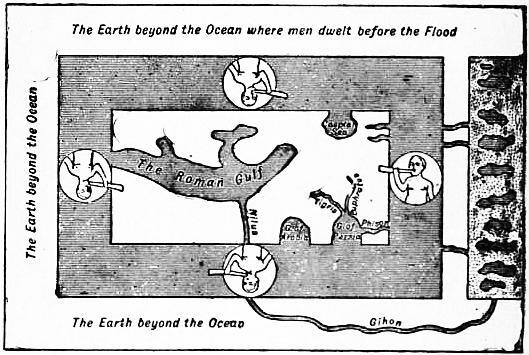 The Earth beyond the Ocean where men dwelt before the Flood
The Earth beyond the Ocean
Caspian
Sea
The Roman Gulf
Nilus
Tigris
Euphrates
G. of
Arabia
G. of
Persia
Phison
Gihon
The Earth beyond the Ocean